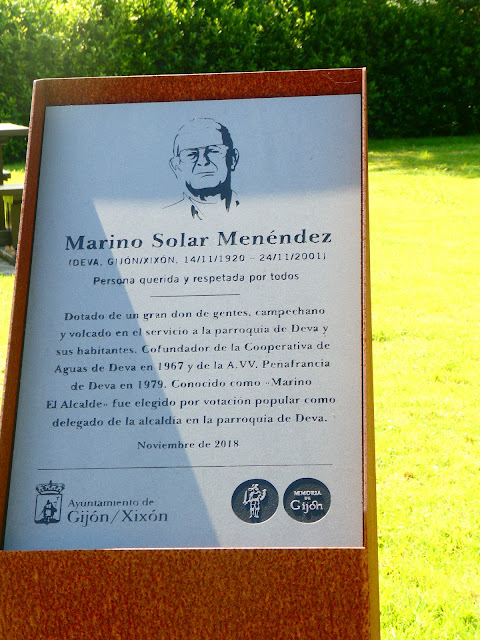 Marino Solar Menéndez
(DEVA, GIJÓN/XIXÓN, 14/11/1920 - 24/11/2001)
Persona querida y respetada por todos
Dotado de un gran don de gentes, campechano
y volcado en el servicio a la parroquia de Deva y
sus habitantes. Cofundador de la Cooperativa de
Aguas de Deva en 1967 y de la A.VV. Peñafrancia
de Deva en 1979. Conocido como «Marino
El Alcalde» fue elegido por votación popular como
delegado de la alcaldía en la parroquia de Deva.
Noviembre de 2018
Ayuntamiento de
Gijón/Xixón
MEMORIA
DE
Gijón